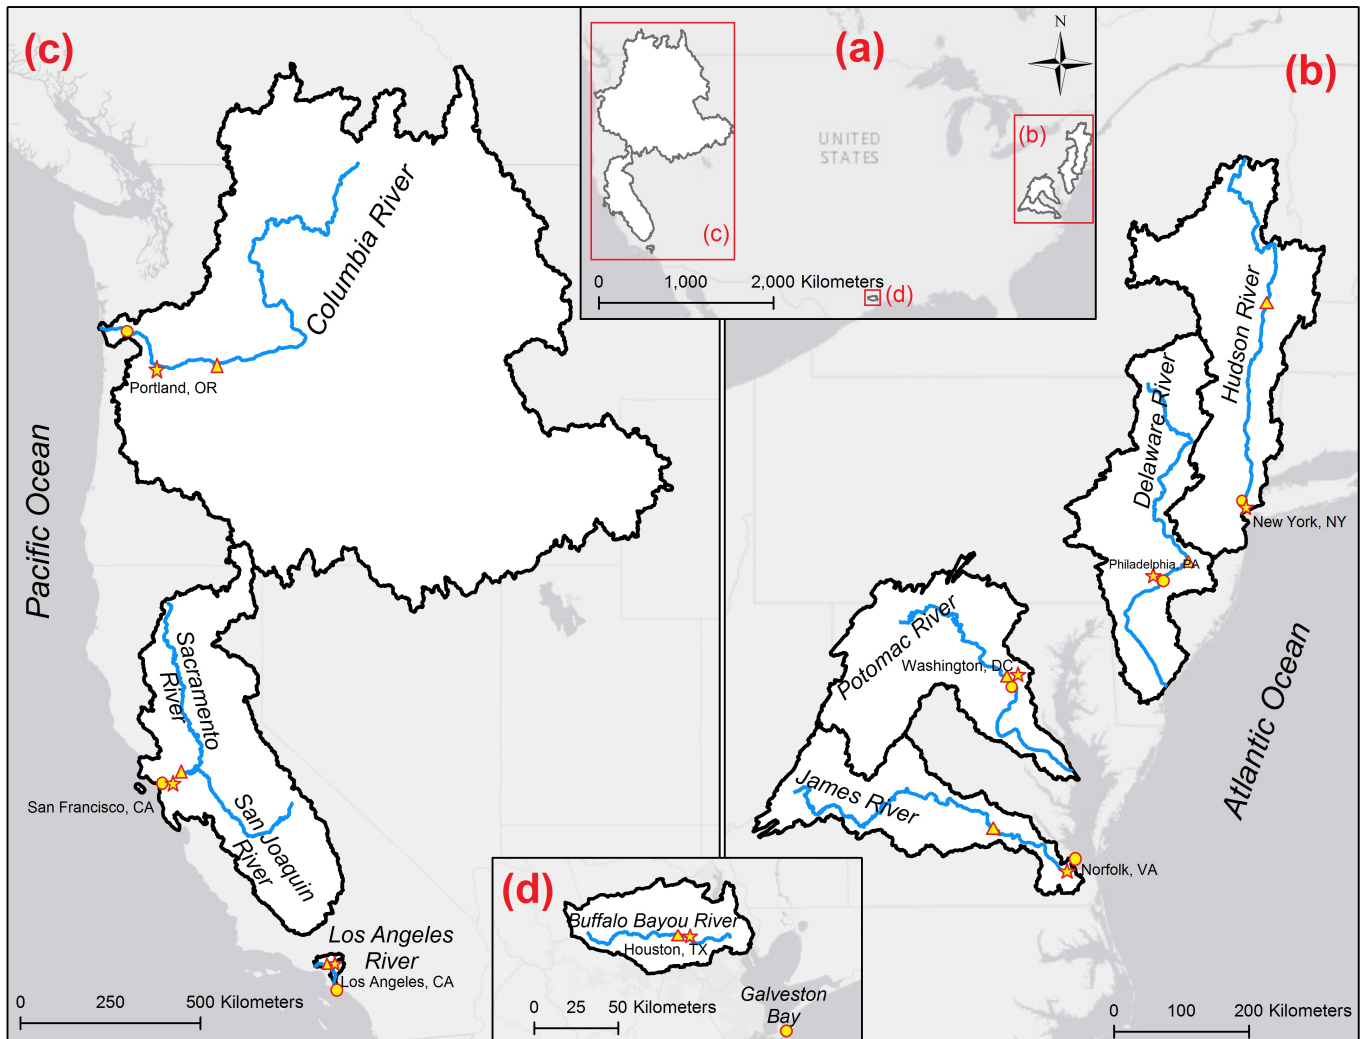 (c)
(a)
N
(b)
UNITED
STATES
(b)
(c)
0
1,000
2,000 Kilometers
(d)
Columbia River
Portland, OR
Pacific Ocean
Sacramento
River
San Francisco, CA
San Joaquin
River
Los Angeles
River
Los Angeles, CA
0
250
500 Kilometers
Hudson River
Delaware River
New York, NY
Philadelphia, PA
Potomac River
Washington, DC
James River
Norfolk, VA
Atlantic Ocean
0
100
200 Kilometers
(d)
Buffalo Bayou River
Houston, TX
Galveston
Bay
0
25
50 Kilometers